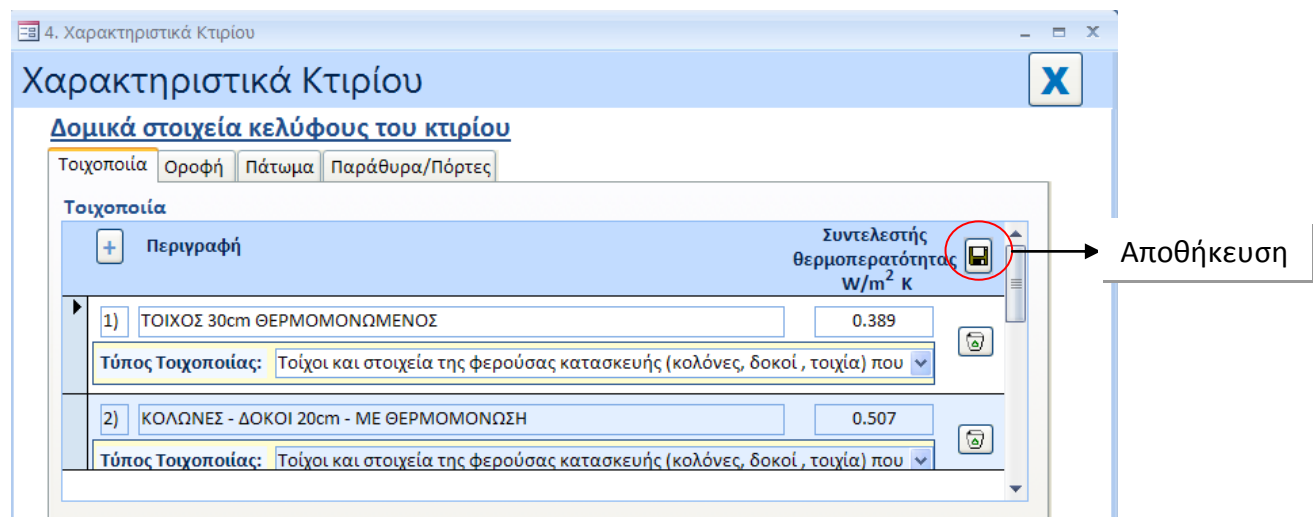 4. Χαρακτηριστικά Κτιρίου
Χαρακτηριστικά Κτιρίου
X
Δομικά στοιχεία κελύφους του κτιρίου
Τοιχοποιία Οροφή Πάτωμα Παράθυρα/Πόρτες
Τοιχοποιία
+ Περιγραφή
Συντελεστής
θερμοπερατότητας
W/m² K
Αποθήκευση
1) ΤΟΙΧΟΣ 30cm ΘΕΡΜΟΜΟΝΩΜΕΝΟΣ 0.389
Τύπος Τοιχοποιίας: Τοίχοι και στοιχεία της φερούσας κατασκευής (κολόνες, δοκοί , τοιχία) που
2) ΚΟΛΩΝΕΣ - ΔΟΚΟΙ 20cm - ΜΕ ΘΕΡΜΟΜΟΝΩΣΗ 0.507
Τύπος Τοιχοποιίας: Τοίχοι και στοιχεία της φερούσας κατασκευής (κολόνες, δοκοί , τοιχία) που